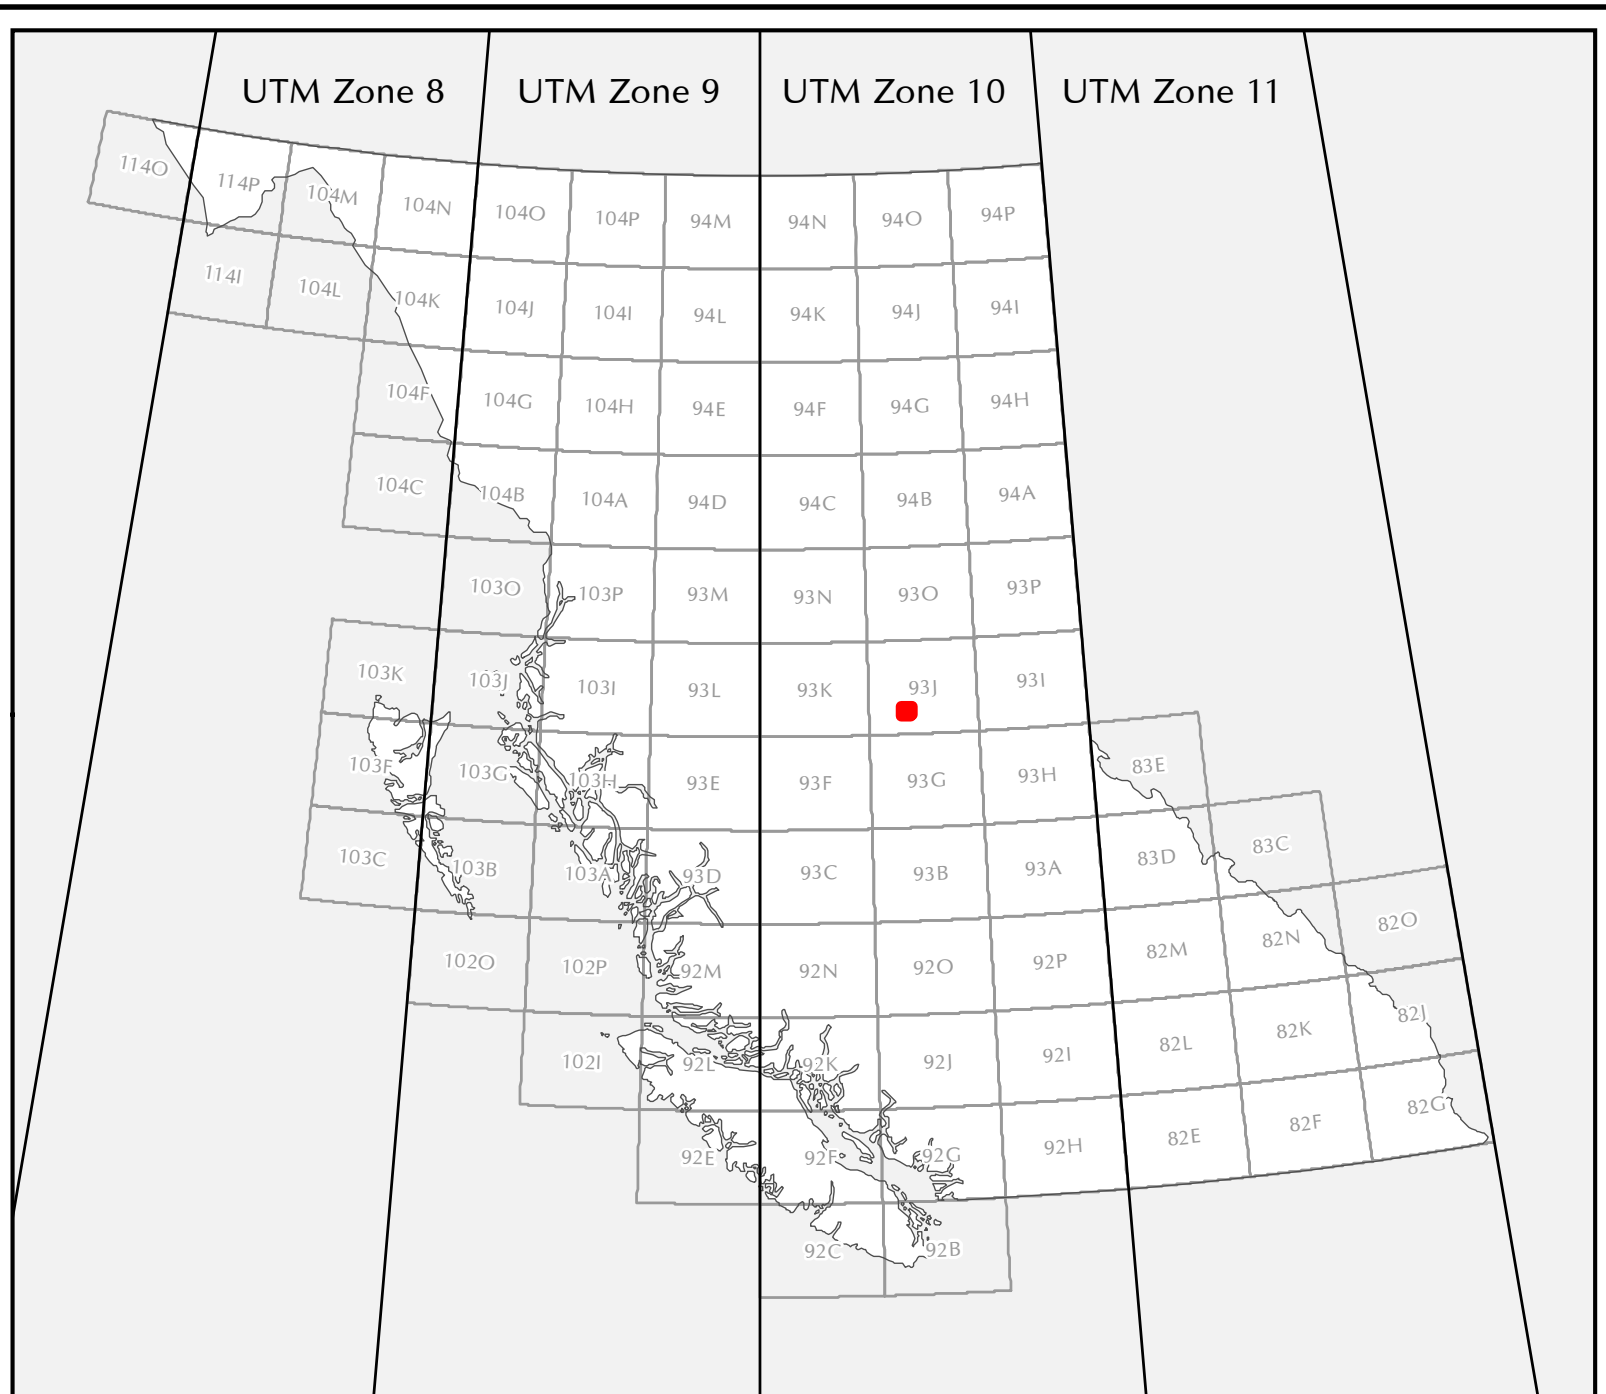 UTM Zone 8 UTM Zone 9 UTM Zone 10 UTM Zone 11
114O 114P 104M 104N 104O 104P 94M 94N 94O 94P
114I 104L 104K 104J 104I 94L 94K 94J 94I
104F 104G 104H 94E 94F 94G 94H
104C 104B 104A 94D 94C 94B 94A
103O 103P 93M 93N 93O 93P
103K 103J 103I 93L 93K 93J 93I
103F 103G 103H 93E 93F 93G 93H 83E
103C 103B 103A 93D 93C 93B 93A 83D 83C
102O 102P 92M 92N 92O 92P 82M 82N 82O
102I 92L 92K 92J 92I 82L 82K 82J
92E 92F 92G 92H 82E 82F 82G
92C 92B